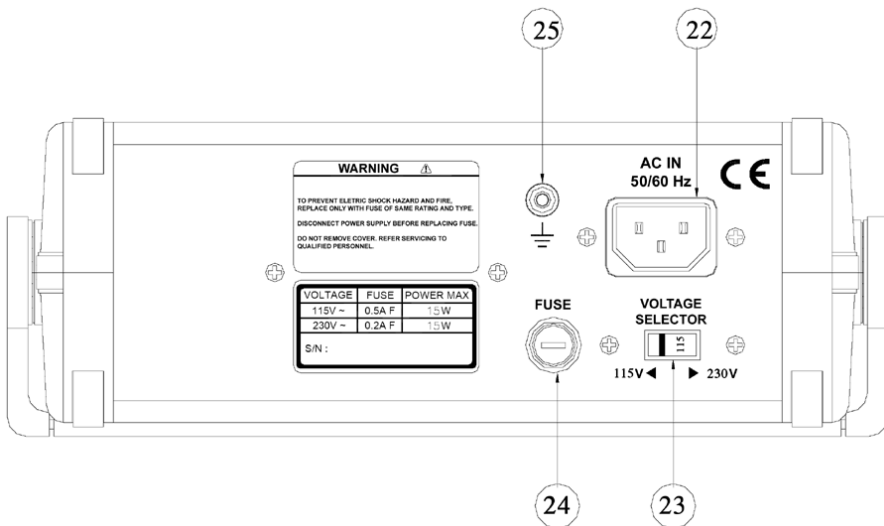 25
22
WARNING
TO PREVENT ELETRIC SHOCK HAZARD AND FIRE,
REPLACE ONLY WITH FUSE OF SAME RATING AND TYPE.
DISCONNECT POWER SUPPLY BEFORE REPLACING FUSE.
DO NOT REMOVE COVER. REFER SERVICING TO
QUALIFIED PERSONNEL.
AC IN
50/60 Hz
CE
VOLTAGE FUSE POWER MAX
115V ~ 0.5A F 15W
230V ~ 0.2A F 15W
S/N :
FUSE
VOLTAGE
SELECTOR
115
115V ◄ ► 230V
24
23